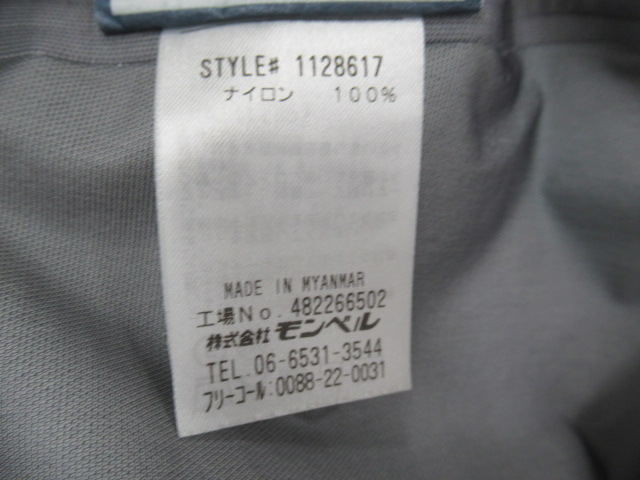 STYLE# 1128617
ナイロン 100%
MADE IN MYANMAR
工場No.482266502
株式会社 モンベル
TEL.06-6531-3544
フリーコール:0088-22-0031